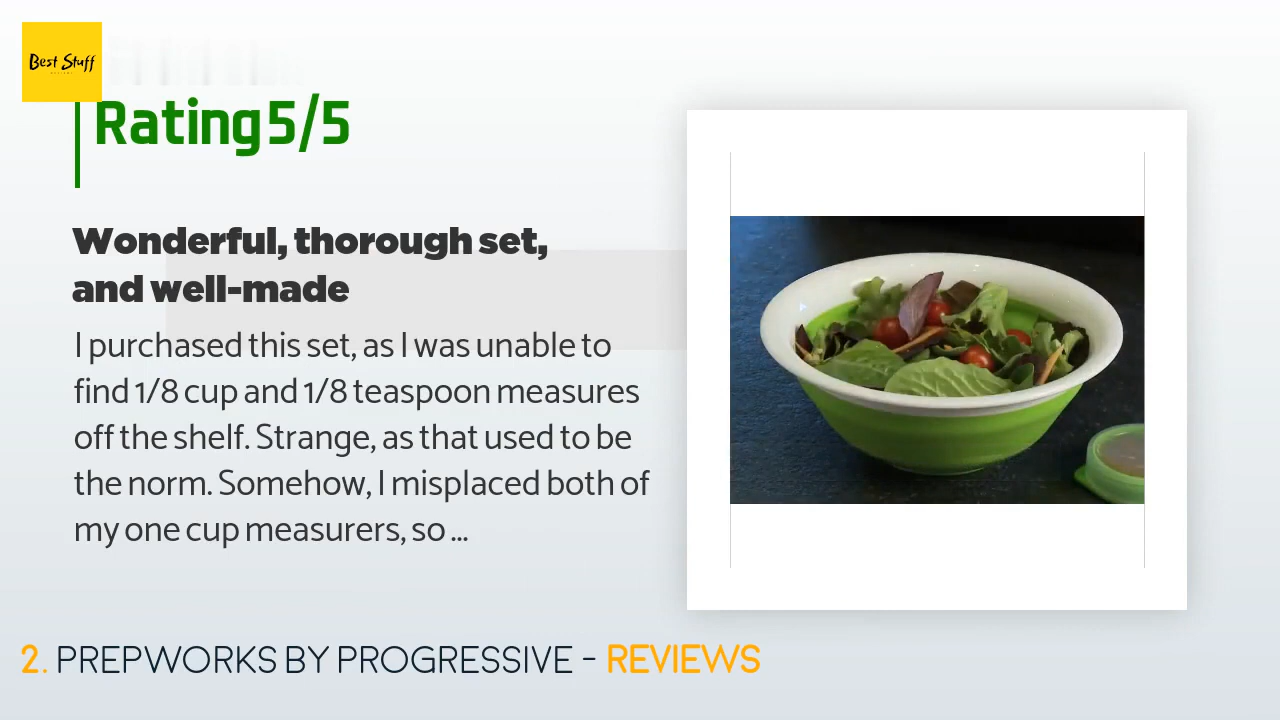 Best Stuff
Rating 5/5
Wonderful, thorough set,
and well-made
I purchased this set, as I was unable to
find 1/8 cup and 1/8 teaspoon measures
off the shelf. Strange, as that used to be
the norm. Somehow, I misplaced both of
my one cup measurers, so ...
2. PREPWORKS BY PROGRESSIVE - REVIEWS